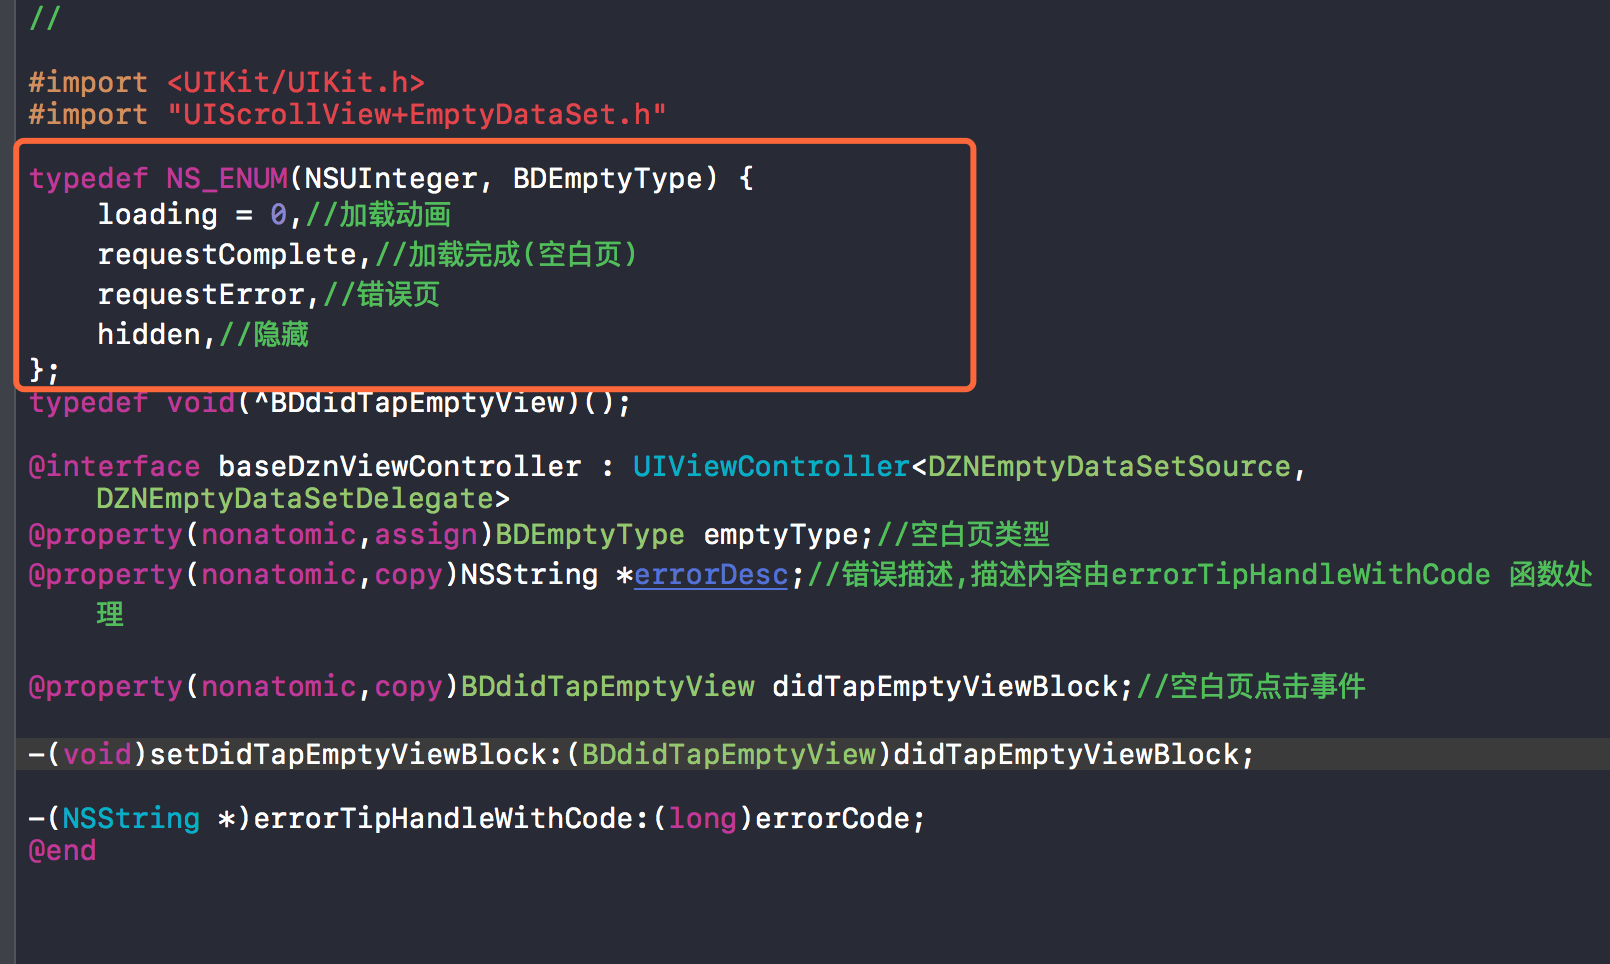 //
#import <UIKit/UIKit.h>
#import "UIScrollView+EmptyDataSet.h"
typedef NS_ENUM(NSUInteger, BDEmptyType) {
    loading = 0,//加载动画
    requestComplete,//加载完成(空白页)
    requestError,//错误页
    hidden,//隐藏
};
typedef void(^BDdidTapEmptyView)();
@interface baseDznViewController : UIViewController<DZNEmptyDataSetSource,
    DZNEmptyDataSetDelegate>
@property(nonatomic,assign)BDEmptyType emptyType;//空白页类型
@property(nonatomic,copy)NSString *errorDesc;//错误描述,描述内容由errorTipHandleWithCode 函数处
    理
@property(nonatomic,copy)BDdidTapEmptyView didTapEmptyViewBlock;//空白页点击事件
-(void)setDidTapEmptyViewBlock:(BDdidTapEmptyView)didTapEmptyViewBlock;
-(NSString *)errorTipHandleWithCode:(long)errorCode;
@end